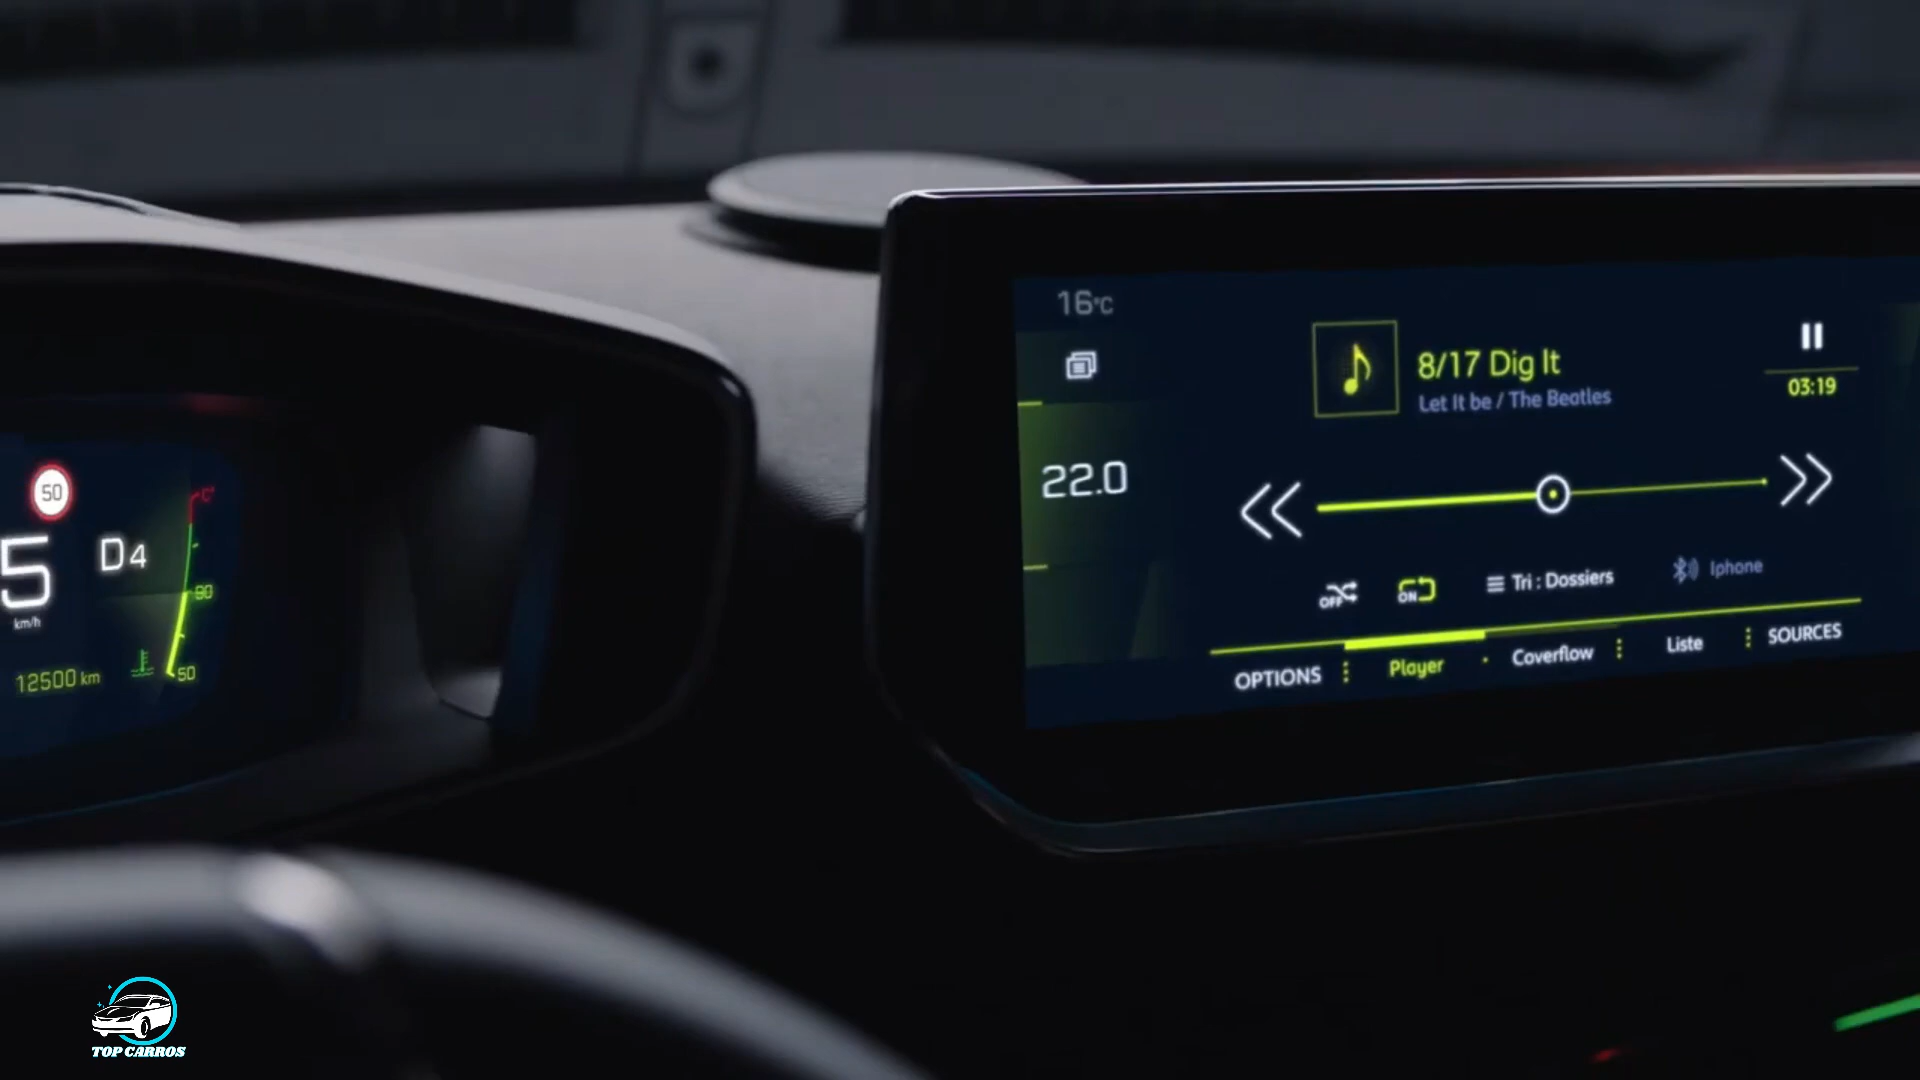 50
5
km/h
D4
C°
90
50
12500 km
16°C
22.0
8/17 Dig It
Let It be / The Beatles
03:19
OFF
ON
Tri : Dossiers
Iphone
OPTIONS
Player
Coverflow
Liste
SOURCES
TOP CARROS